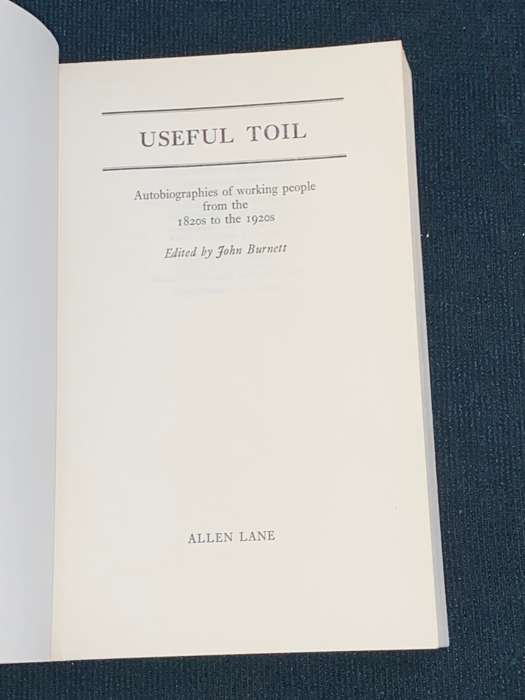 USEFUL TOIL
Autobiographies of working people
from the
1820s to the 1920s
Edited by John Burnett
ALLEN LANE